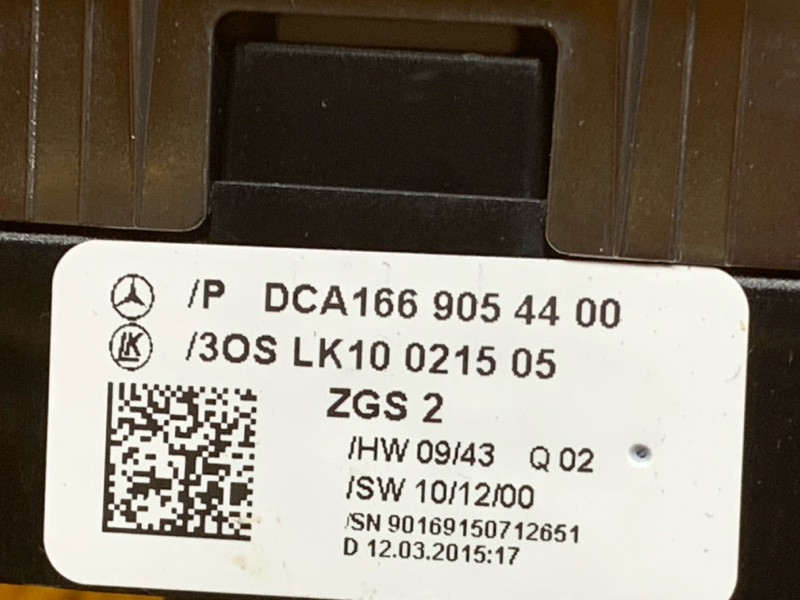 /P DCA166 905 44 00
LK /3OS LK10 0215 05
ZGS 2
/HW 09/43 Q 02
/SW 10/12/00
/SN 90169150712651
D 12.03.2015:17